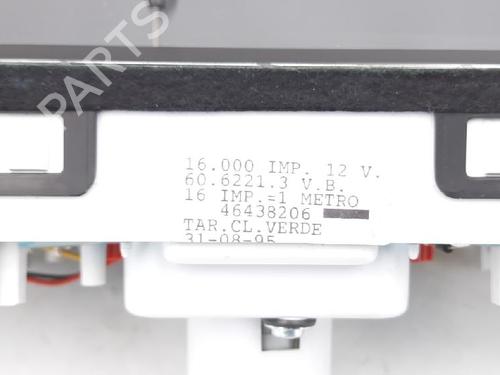 16.000 IMP. 12 V.
60.6221.3 V.B.
16 IMP.=1 METRO
46438206
TAR.CL.VERDE
31-08-95
B PARTS